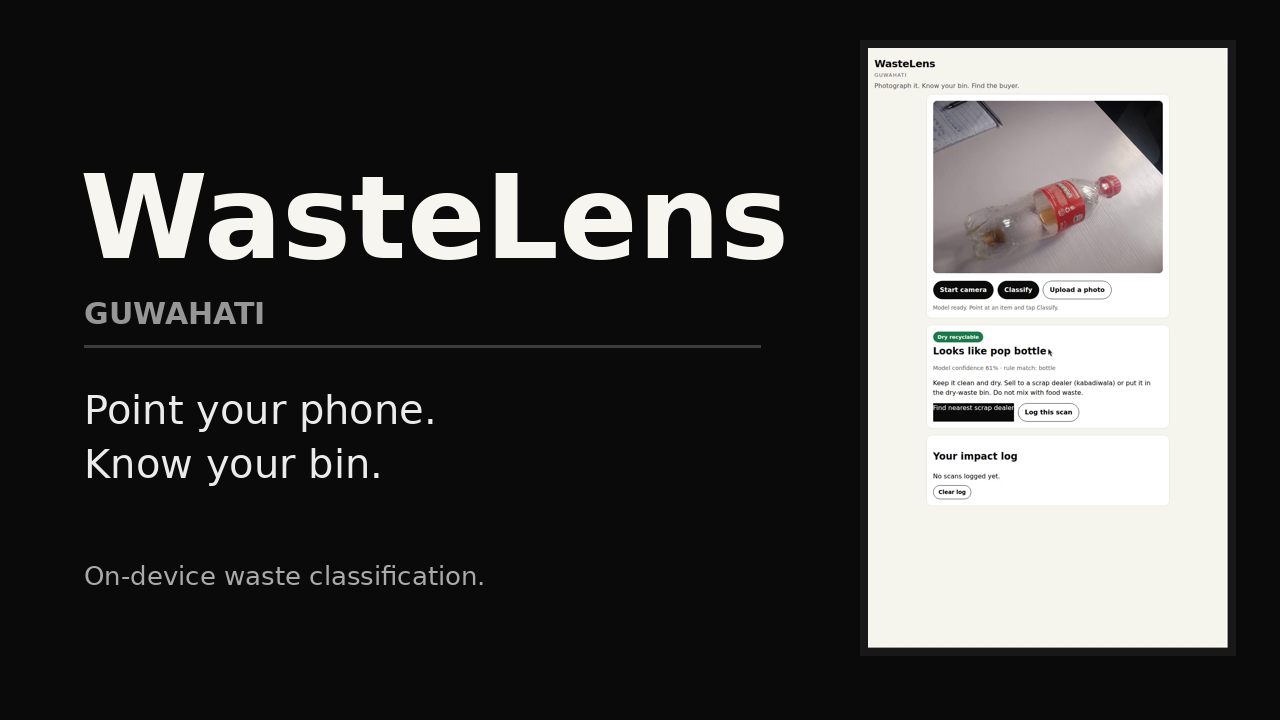 WasteLens
GUWAHATI
Point your phone.
Know your bin.
On-device waste classification.
WasteLens
GUWAHATI
Photograph it. Know your bin. Find the buyer.
Start camera
Classify
Upload a photo
Model ready. Point at an item and tap Classify.
Dry recyclable
Looks like pop bottle
Model confidence 61% · rule match: bottle
Keep it clean and dry. Sell to a scrap dealer (kabadiwala) or put it in
the dry-waste bin. Do not mix with food waste.
Find nearest scrap dealer
Log this scan
Your impact log
No scans logged yet.
Clear log